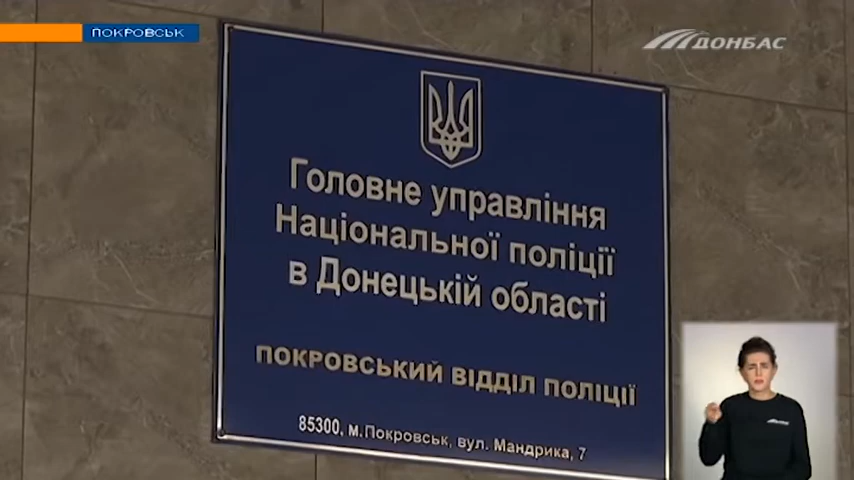 ПОКРОВСЬК
ДОНБАС
Головне управління
Національної поліції
в Донецькій області
ПОКРОВСЬКИЙ ВІДДІЛ ПОЛІЦІЇ
85300, м. Покровськ, вул. Мандрика, 7